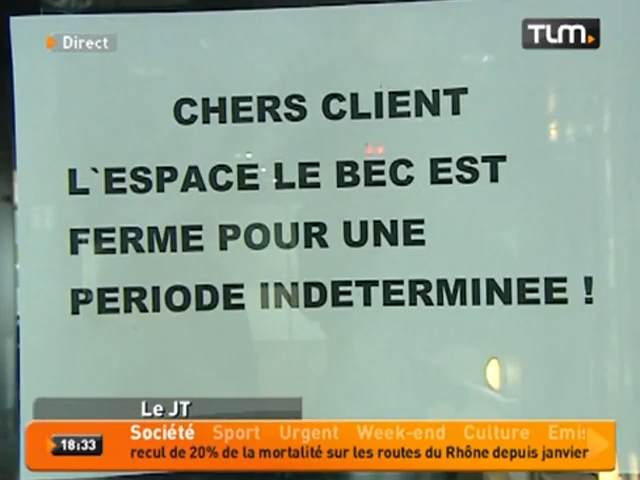 Direct
TLM
CHERS CLIENT
L`ESPACE LE BEC EST
FERME POUR UNE
PERIODE INDETERMINEE !
Le JT
18:33
Société Sport Urgent Week-end Culture Emis
recul de 20% de la mortalité sur les routes du Rhône depuis janvier